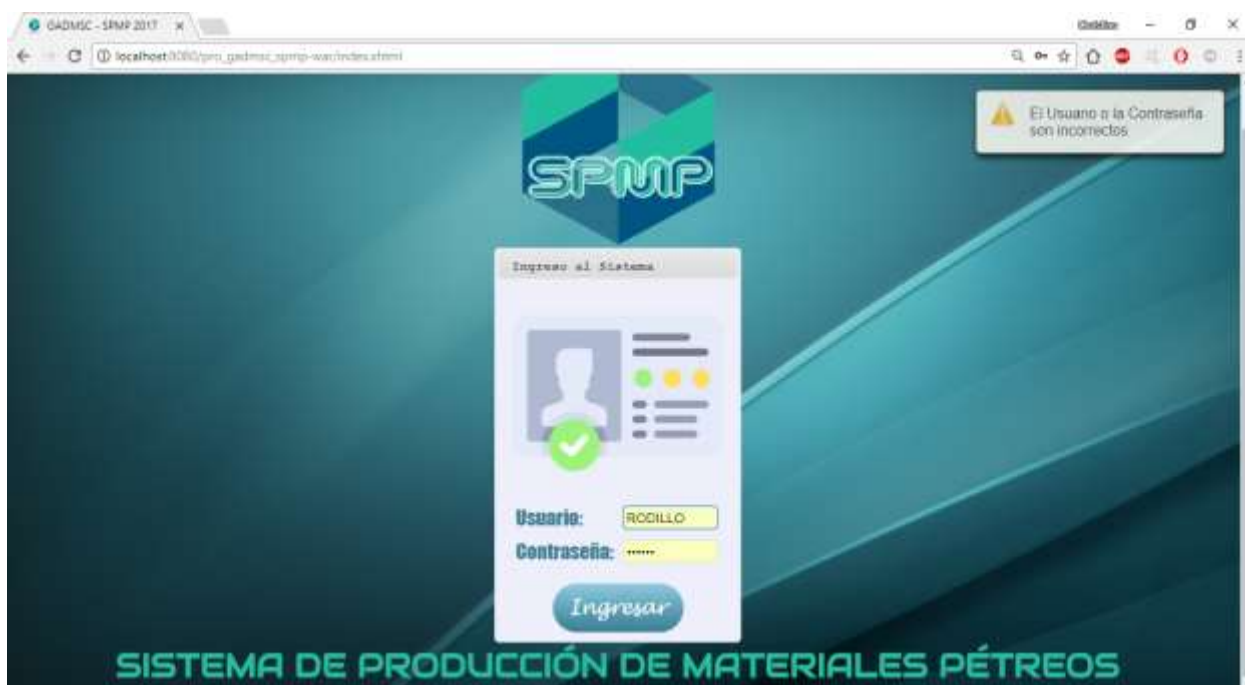 GADMSC - SPMP 2017
localhost:8080/pro_gadmsc_spmp-war/index.xhtml
El Usuario o la Contraseña
son incorrectos
SPMP
Ingreso al Sistema
Usuario: RODILLO
Contraseña: ••••••
Ingresar
SISTEMA DE PRODUCCIÓN DE MATERIALES PÉTREOS